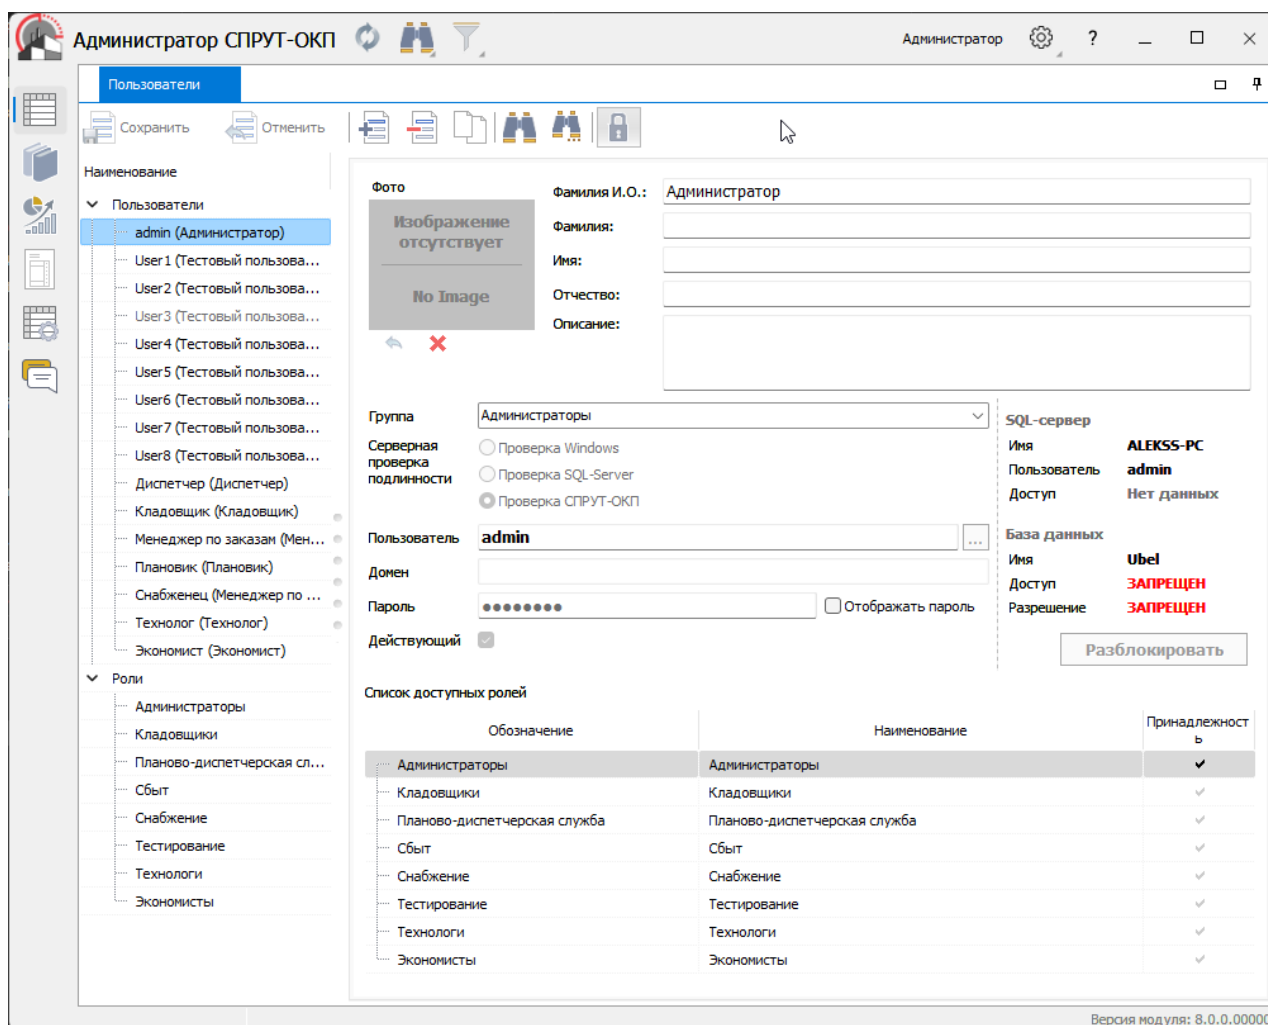 Администратор СПРУТ-ОКП
Администратор
?
Пользователи
Сохранить
Отменить
Наименование
Пользователи
admin (Администратор)
User1 (Тестовый пользова...
User2 (Тестовый пользова...
User3 (Тестовый пользова...
User4 (Тестовый пользова...
User5 (Тестовый пользова...
User6 (Тестовый пользова...
User7 (Тестовый пользова...
User8 (Тестовый пользова...
Диспетчер (Диспетчер)
Кладовщик (Кладовщик)
Менеджер по заказам (Мен...
Плановик (Плановик)
Снабженец (Менеджер по ...
Технолог (Технолог)
Экономист (Экономист)
Роли
Администраторы
Кладовщики
Планово-диспетчерская сл...
Сбыт
Снабжение
Тестирование
Технологи
Экономисты
Фото
Изображение
отсутствует
No Image
Фамилия И.О.: Администратор
Фамилия:
Имя:
Отчество:
Описание:
Группа Администраторы
Серверная
проверка
подлинности
Проверка Windows
Проверка SQL-Server
Проверка СПРУТ-ОКП
Пользователь admin ...
Домен
Пароль ●●●●●●●● Отображать пароль
Действующий
SQL-сервер
Имя ALEKSS-PC
Пользователь admin
Доступ Нет данных
База данных
Имя Ubel
Доступ ЗАПРЕЩЕН
Разрешение ЗАПРЕЩЕН
Разблокировать
Список доступных ролей
Обозначение Наименование Принадлежност
ь
Администраторы Администраторы
Кладовщики Кладовщики
Планово-диспетчерская служба Планово-диспетчерская служба
Сбыт Сбыт
Снабжение Снабжение
Тестирование Тестирование
Технологи Технологи
Экономисты Экономисты
Версия модуля: 8.0.0.00000